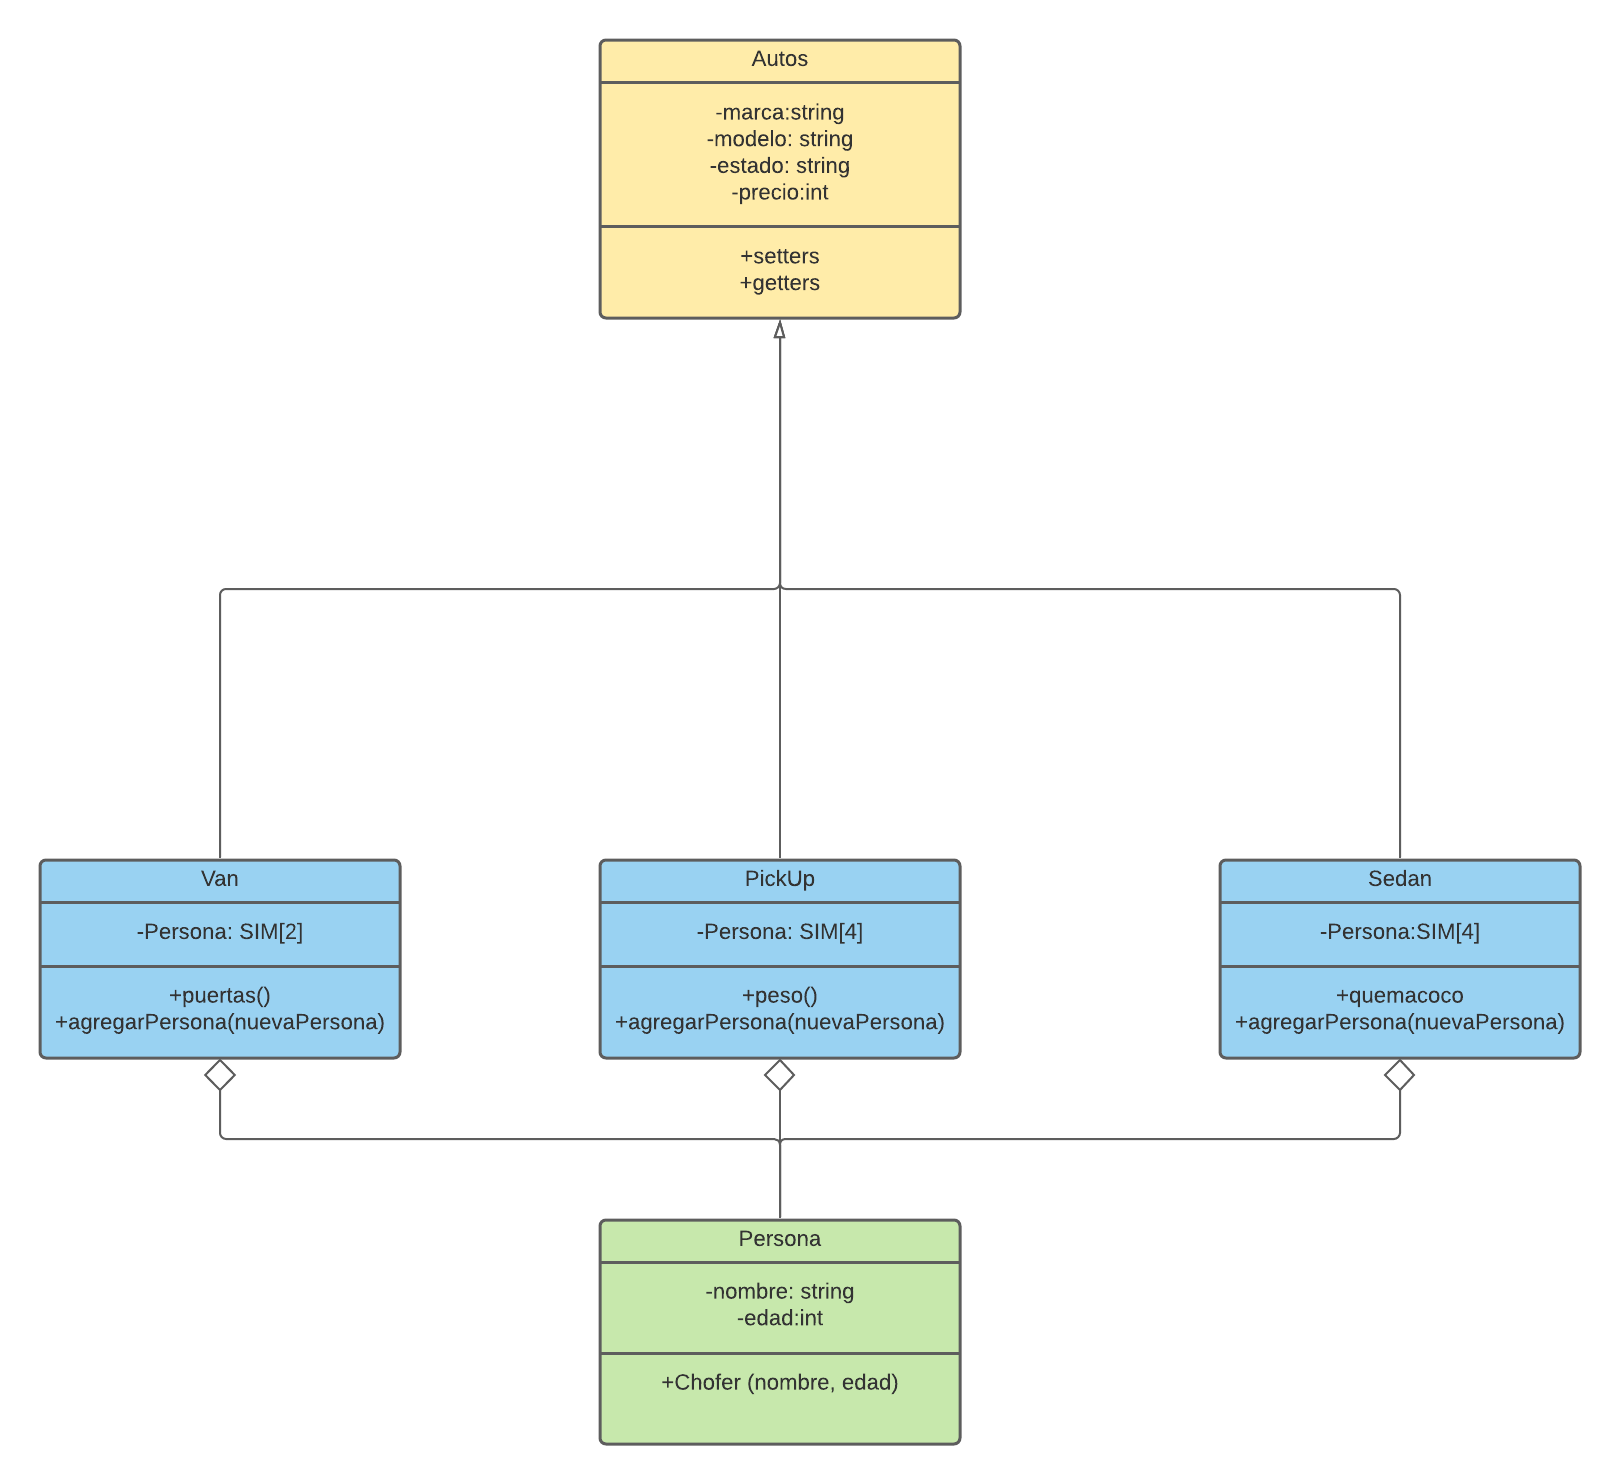 Autos
-marca:string
-modelo: string
-estado: string
-precio:int
+setters
+getters
Van
-Persona: SIM[2]
+puertas()
+agregarPersona(nuevaPersona)
PickUp
-Persona: SIM[4]
+peso()
+agregarPersona(nuevaPersona)
Sedan
-Persona:SIM[4]
+quemacoco
+agregarPersona(nuevaPersona)
Persona
-nombre: string
-edad:int
+Chofer (nombre, edad)